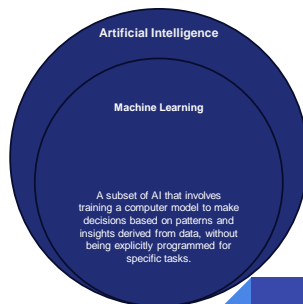 Artificial Intelligence
Machine Learning
A subset of AI that involves
training a computer model to make
decisions based on patterns and
insights derived from data, without
being explicitly programmed for
specific tasks.